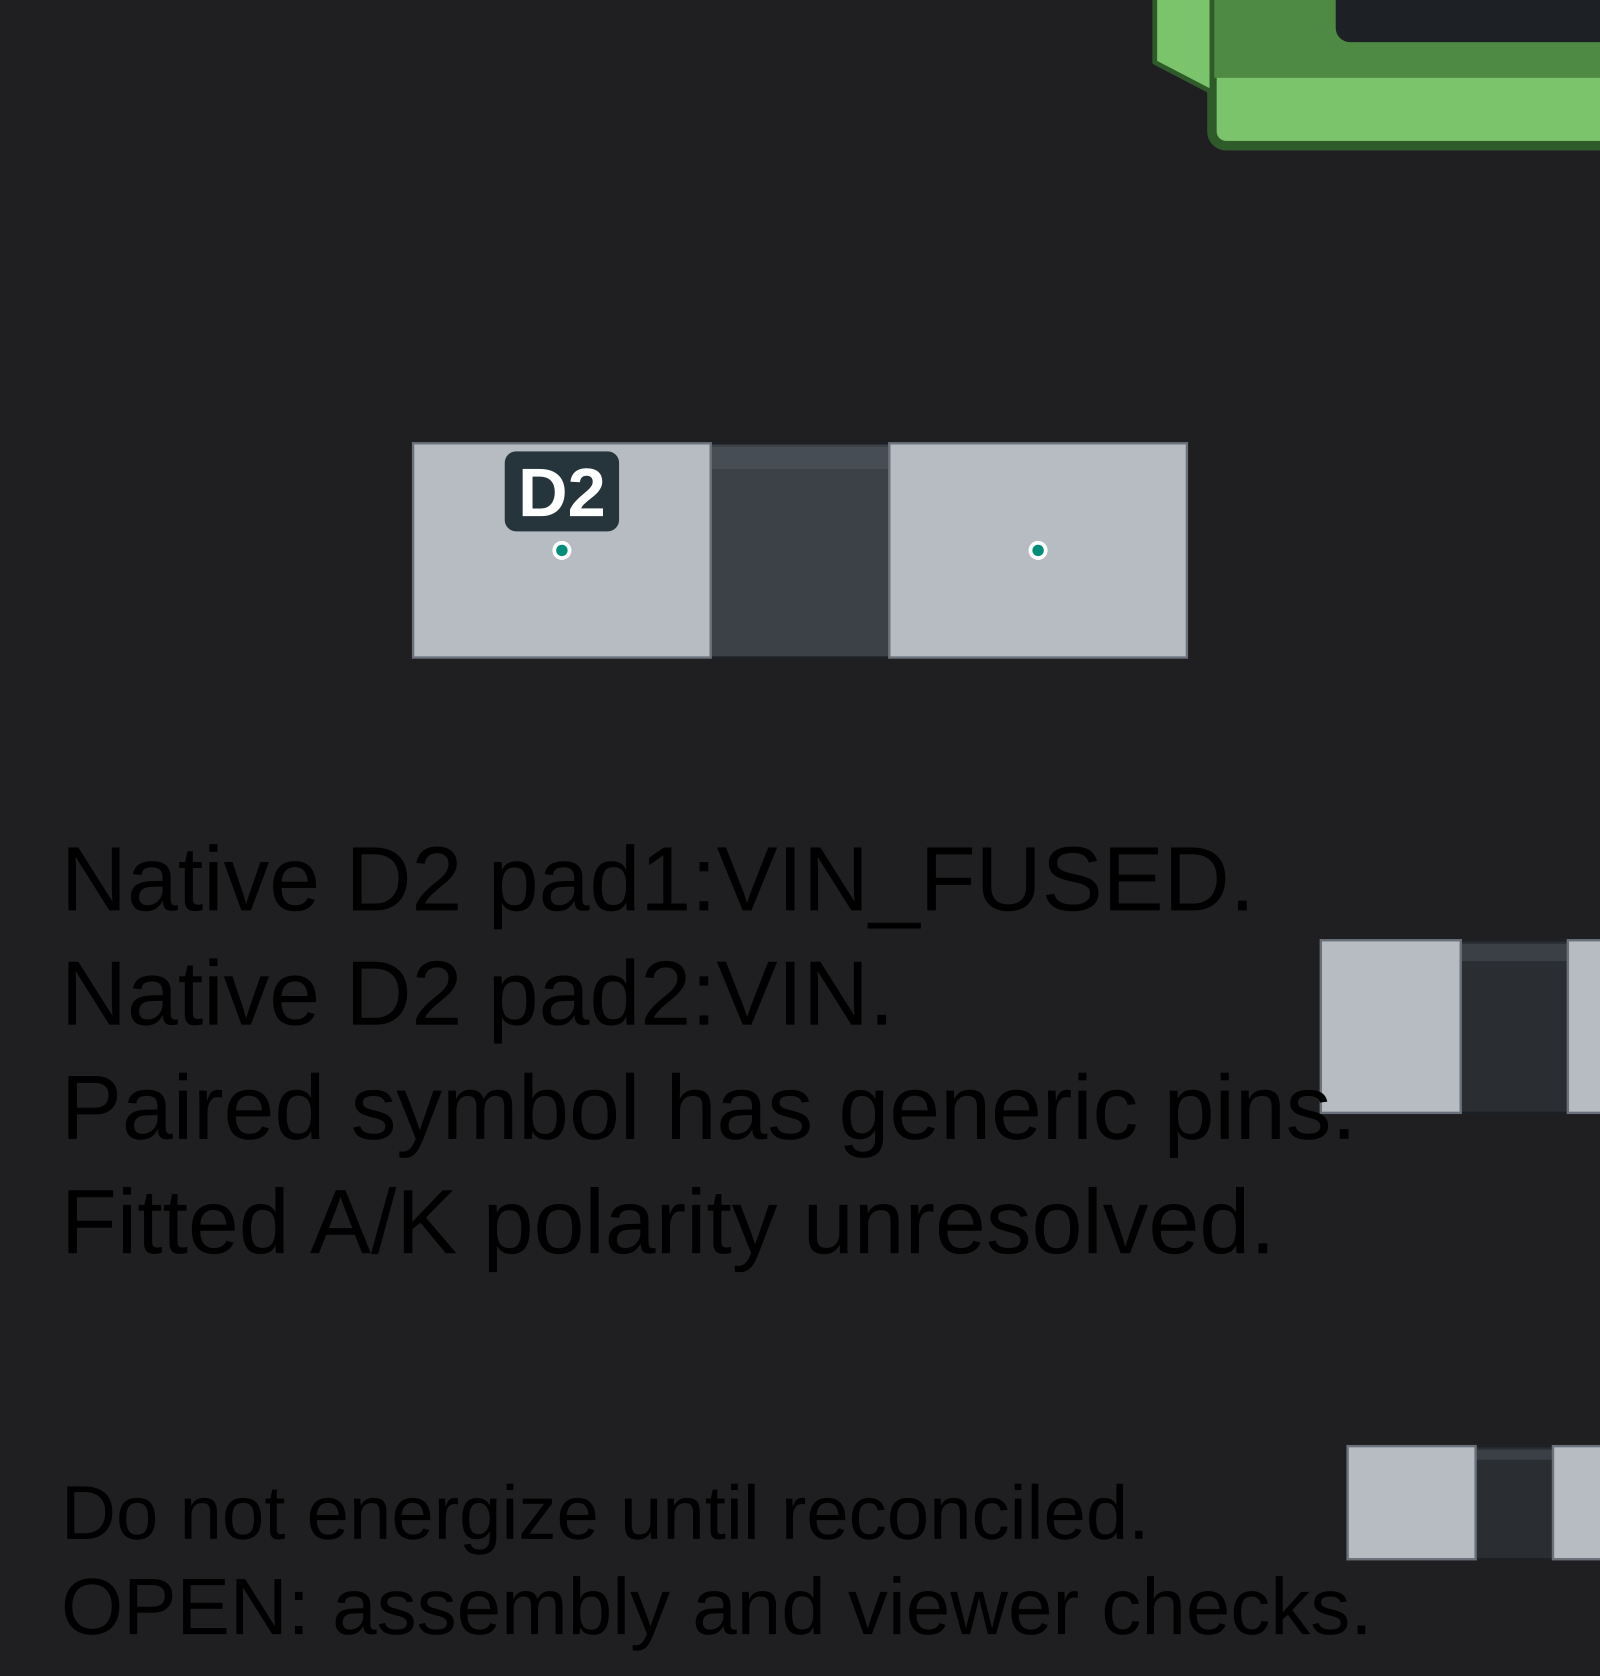 D2
Native D2 pad1:VIN_FUSED.
Native D2 pad2:VIN.
Paired symbol has generic pins.
Fitted A/K polarity unresolved.
Do not energize until reconciled.
OPEN: assembly and viewer checks.